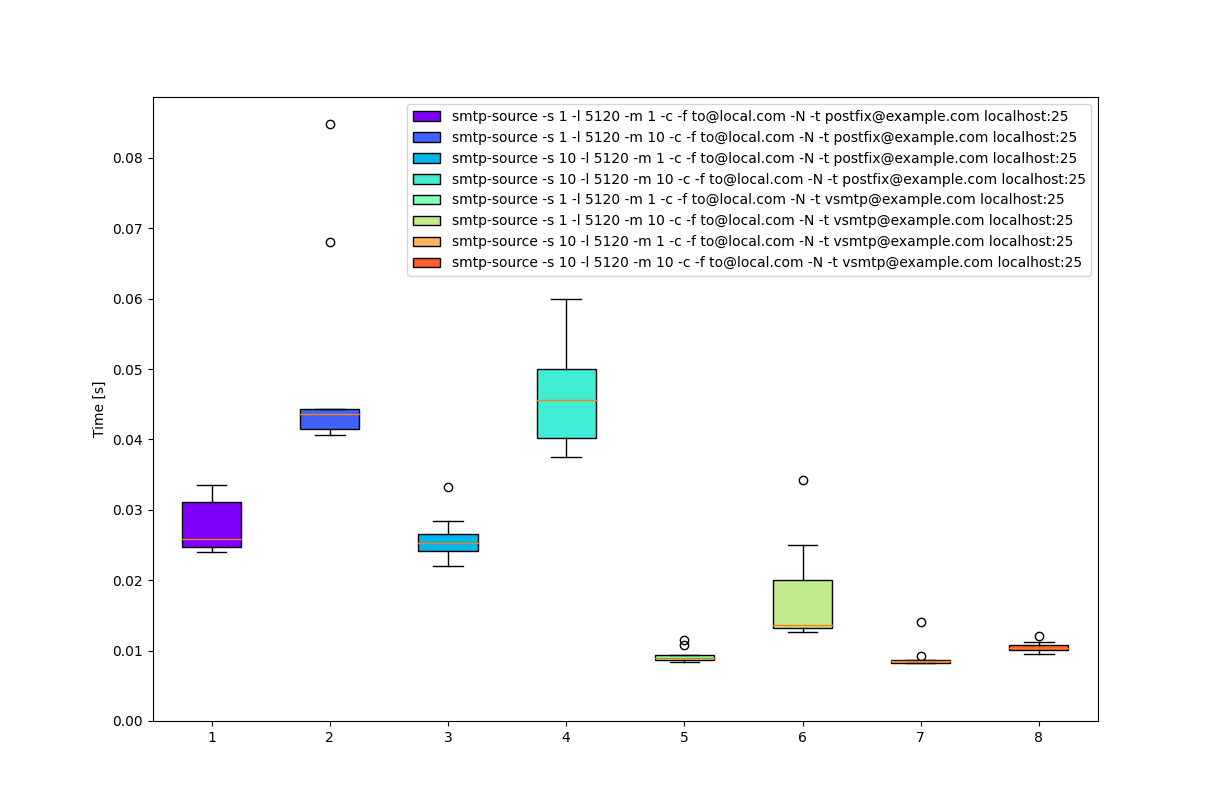 smtp-source -s 1 -l 5120 -m 1 -c -f to@local.com -N -t postfix@example.com localhost:25
smtp-source -s 1 -l 5120 -m 10 -c -f to@local.com -N -t postfix@example.com localhost:25
smtp-source -s 10 -l 5120 -m 1 -c -f to@local.com -N -t postfix@example.com localhost:25
smtp-source -s 10 -l 5120 -m 10 -c -f to@local.com -N -t postfix@example.com localhost:25
smtp-source -s 1 -l 5120 -m 1 -c -f to@local.com -N -t vsmtp@example.com localhost:25
smtp-source -s 1 -l 5120 -m 10 -c -f to@local.com -N -t vsmtp@example.com localhost:25
smtp-source -s 10 -l 5120 -m 1 -c -f to@local.com -N -t vsmtp@example.com localhost:25
smtp-source -s 10 -l 5120 -m 10 -c -f to@local.com -N -t vsmtp@example.com localhost:25
0.08
0.07
0.06
0.05
0.04
0.03
0.02
0.01
0.00
Time [s]
1 2 3 4 5 6 7 8